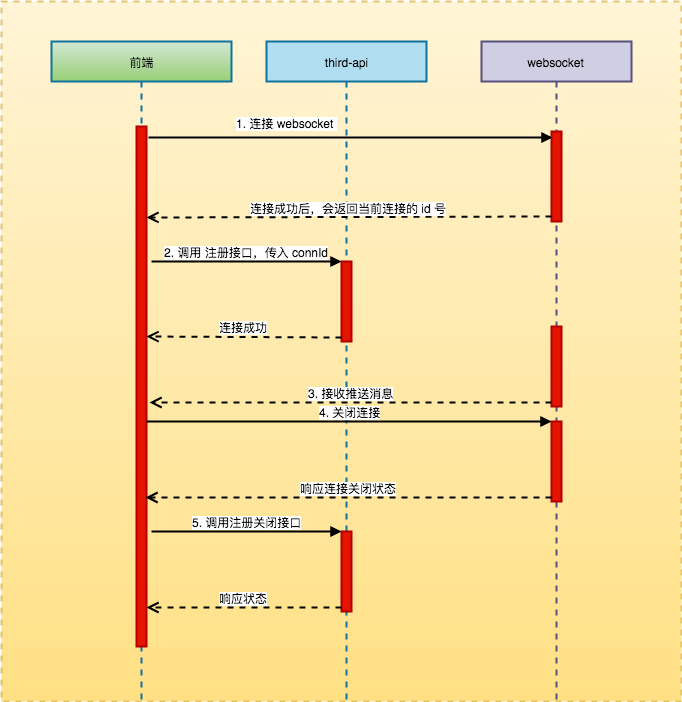 前端
third-api
websocket
1. 连接 websocket
连接成功后，会返回当前连接的 id 号
2. 调用 注册接口，传入 connId
连接成功
3. 接收推送消息
4. 关闭连接
响应连接关闭状态
5. 调用注册关闭接口
响应状态